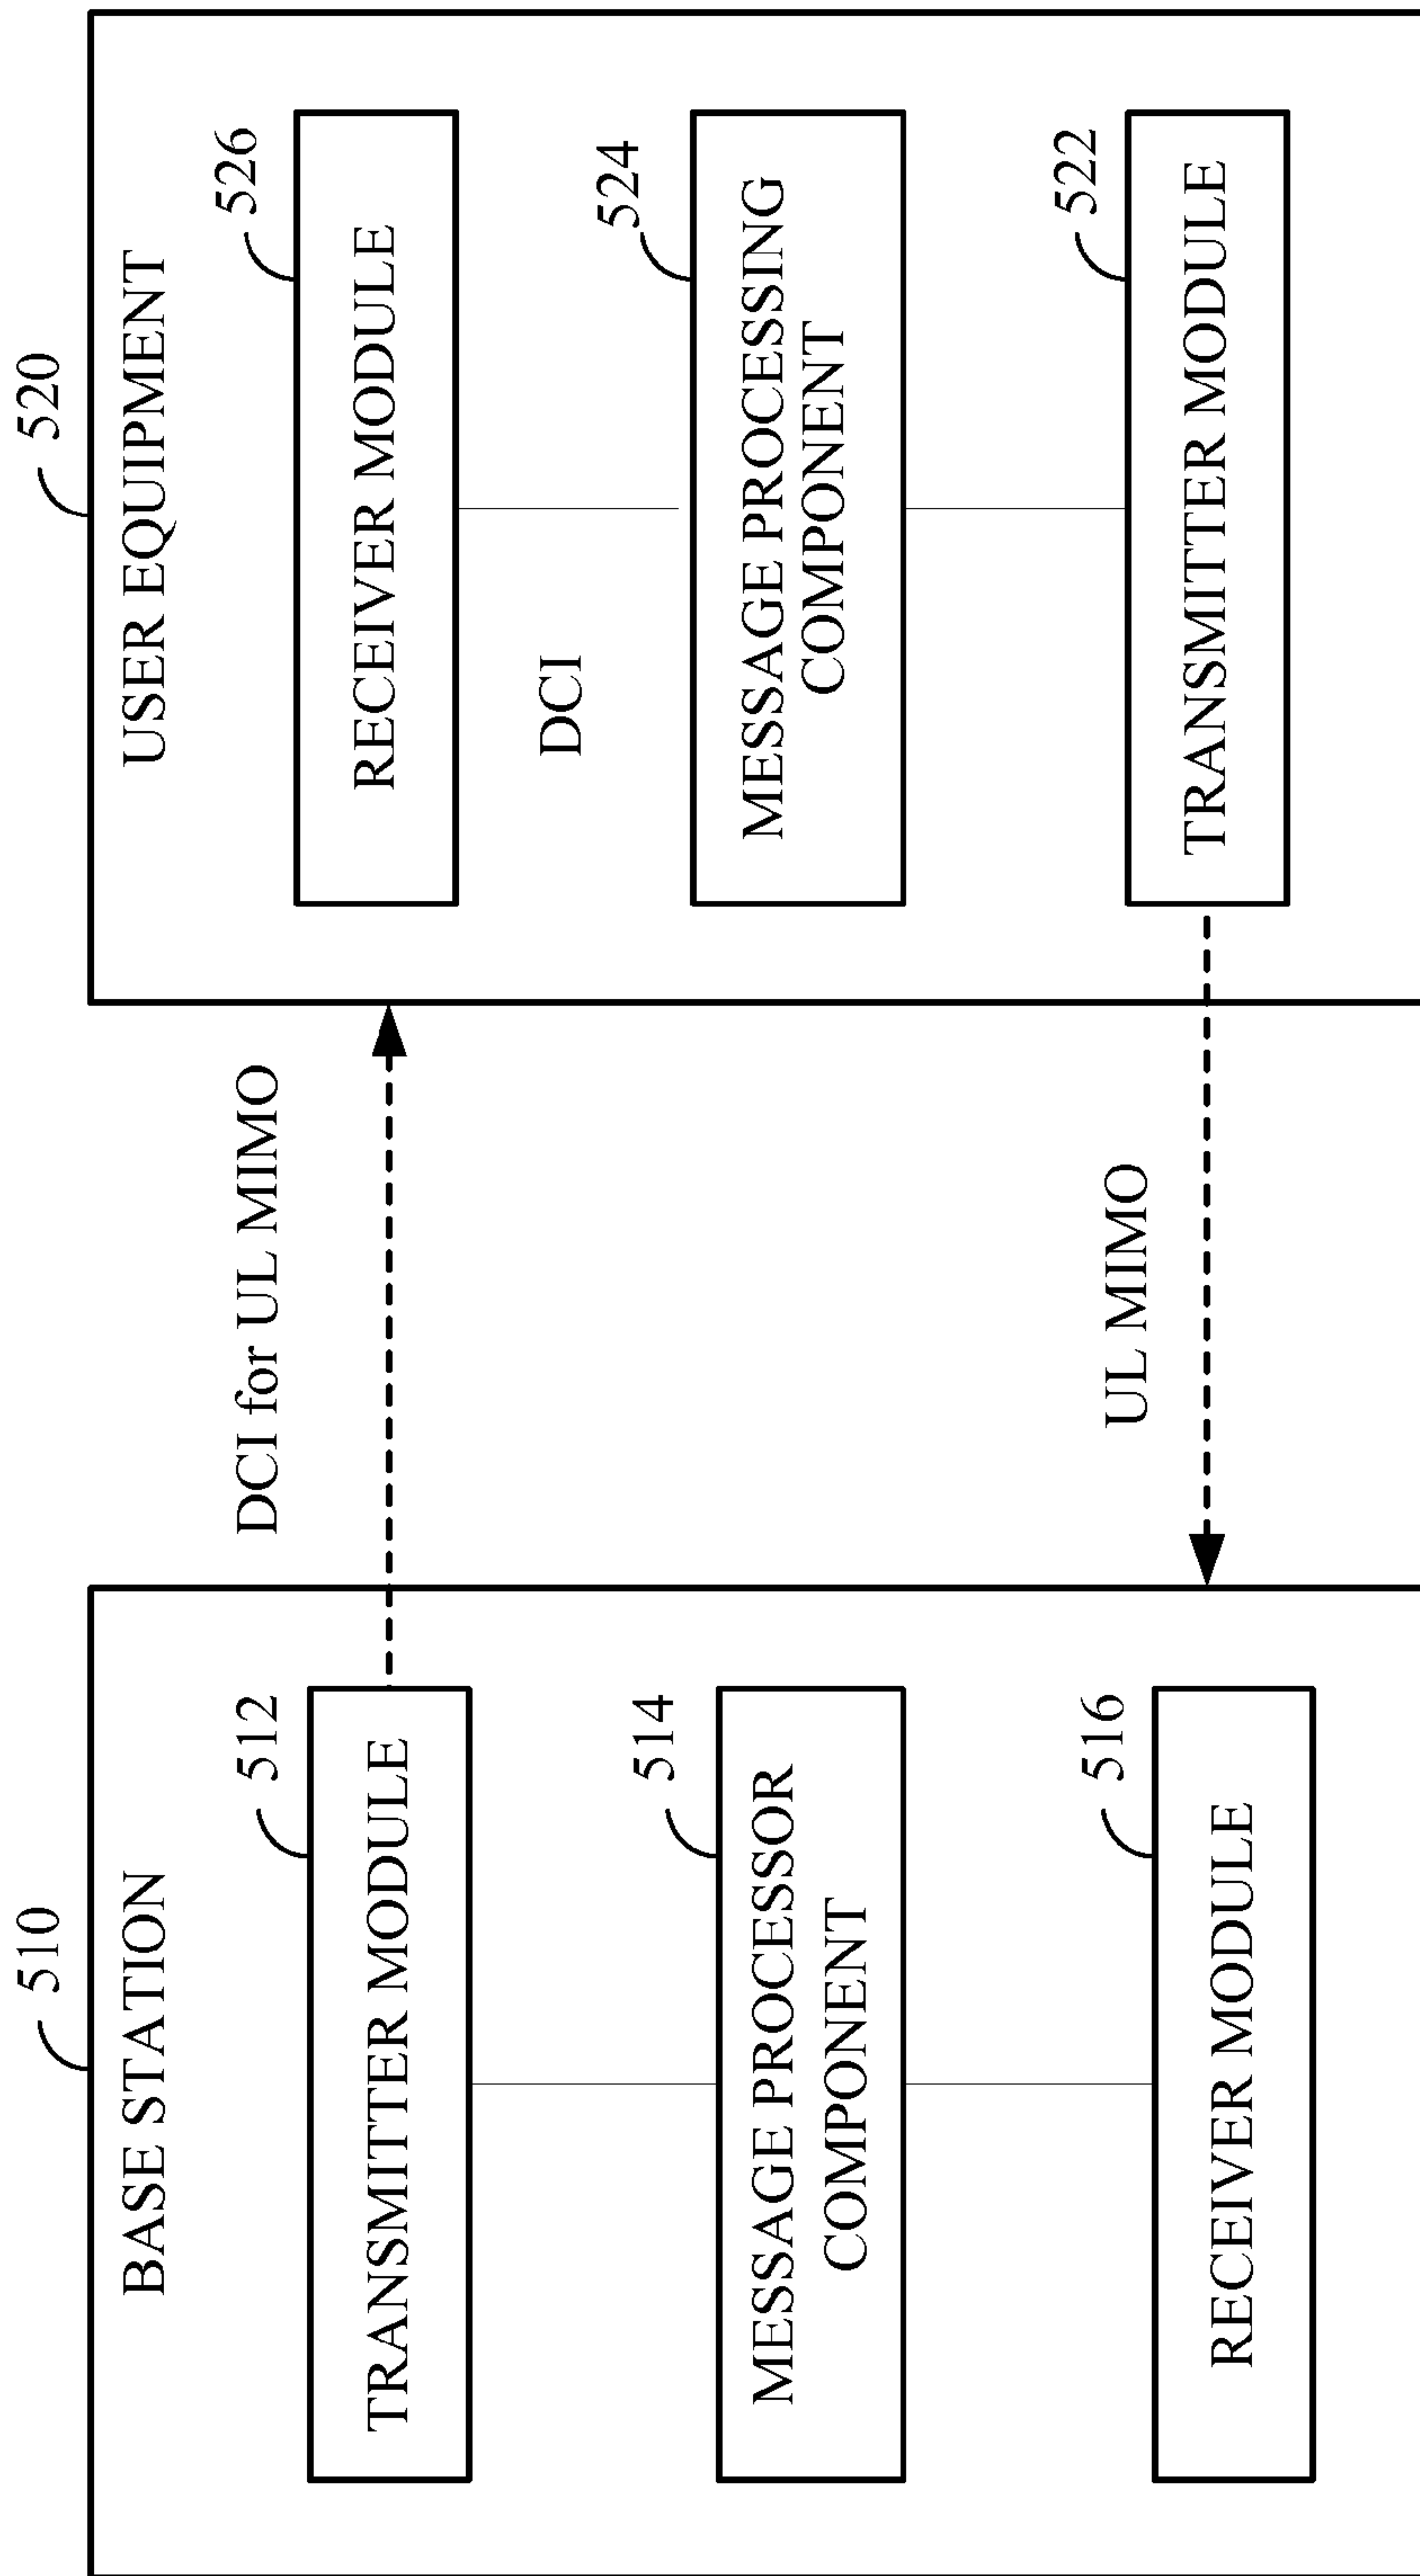 510
BASE STATION
512
TRANSMITTER MODULE
514
MESSAGE PROCESSOR
COMPONENT
516
RECEIVER MODULE
DCI for UL MIMO
UL MIMO
520
USER EQUIPMENT
526
RECEIVER MODULE
DCI
524
MESSAGE PROCESSING
COMPONENT
522
TRANSMITTER MODULE